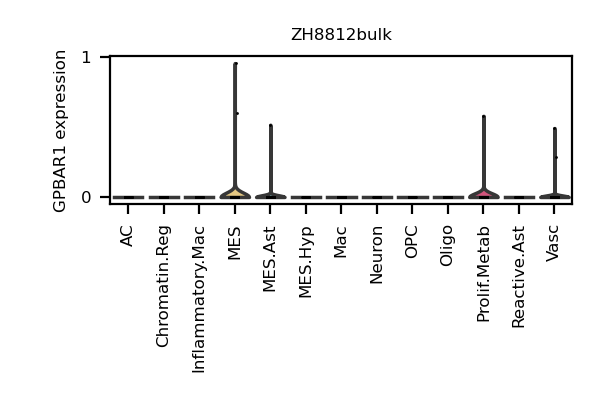 ZH8812bulk
GPBAR1 expression
1
0
AC
Chromatin.Reg
Inflammatory.Mac
MES
MES.Ast
MES.Hyp
Mac
Neuron
OPC
Oligo
Prolif.Metab
Reactive.Ast
Vasc